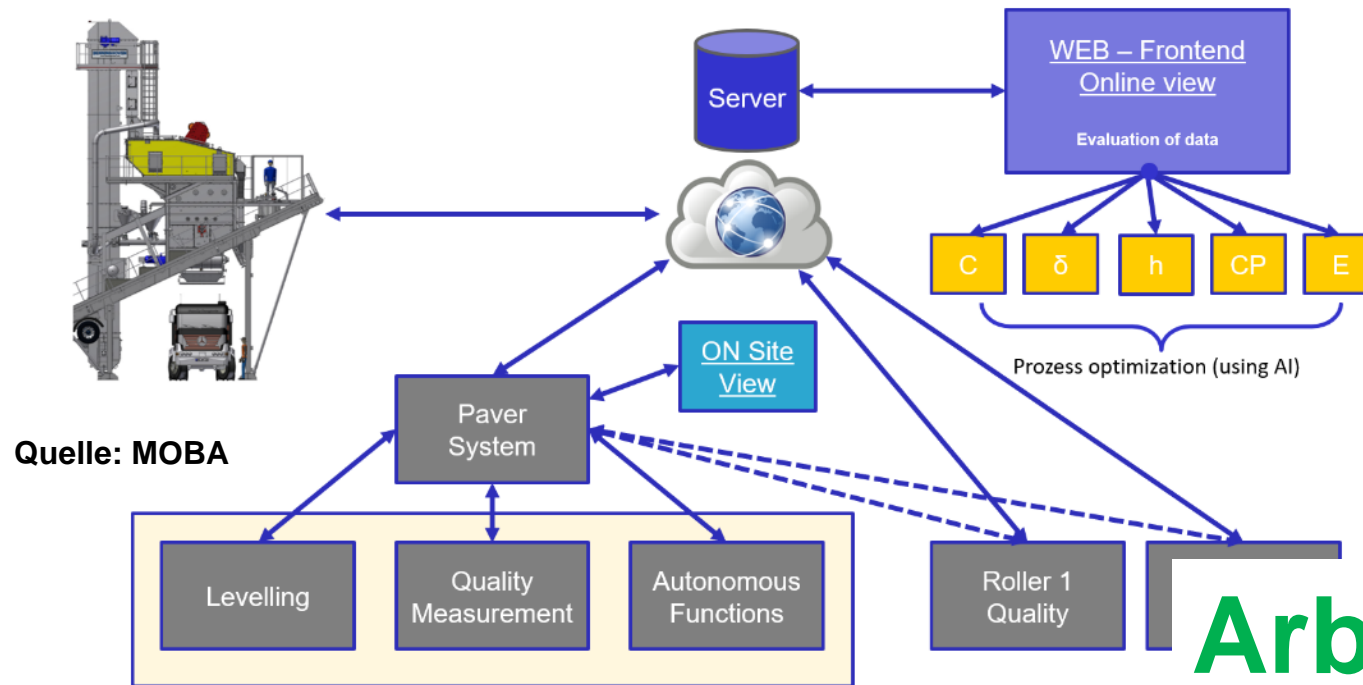 Server
WEB – Frontend
Online view
Evaluation of data
C
δ
h
CP
E
Prozess optimization (using AI)
ON Site
View
Paver
System
Quelle: MOBA
Levelling
Quality
Measurement
Autonomous
Functions
Roller 1
Quality
Arb